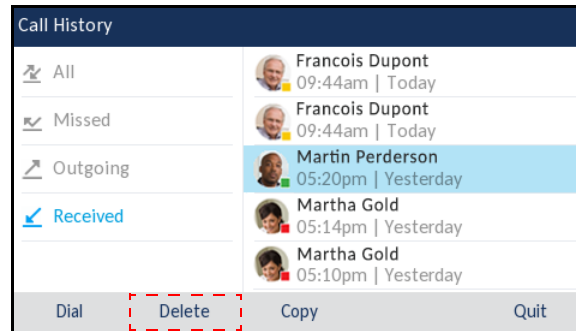 Call History
All
Missed
Outgoing
Received
Francois Dupont
09:44am | Today
Francois Dupont
09:44am | Today
Martin Perderson
05:20pm | Yesterday
Martha Gold
05:14pm | Yesterday
Martha Gold
05:10pm | Yesterday
Dial Delete Copy Quit